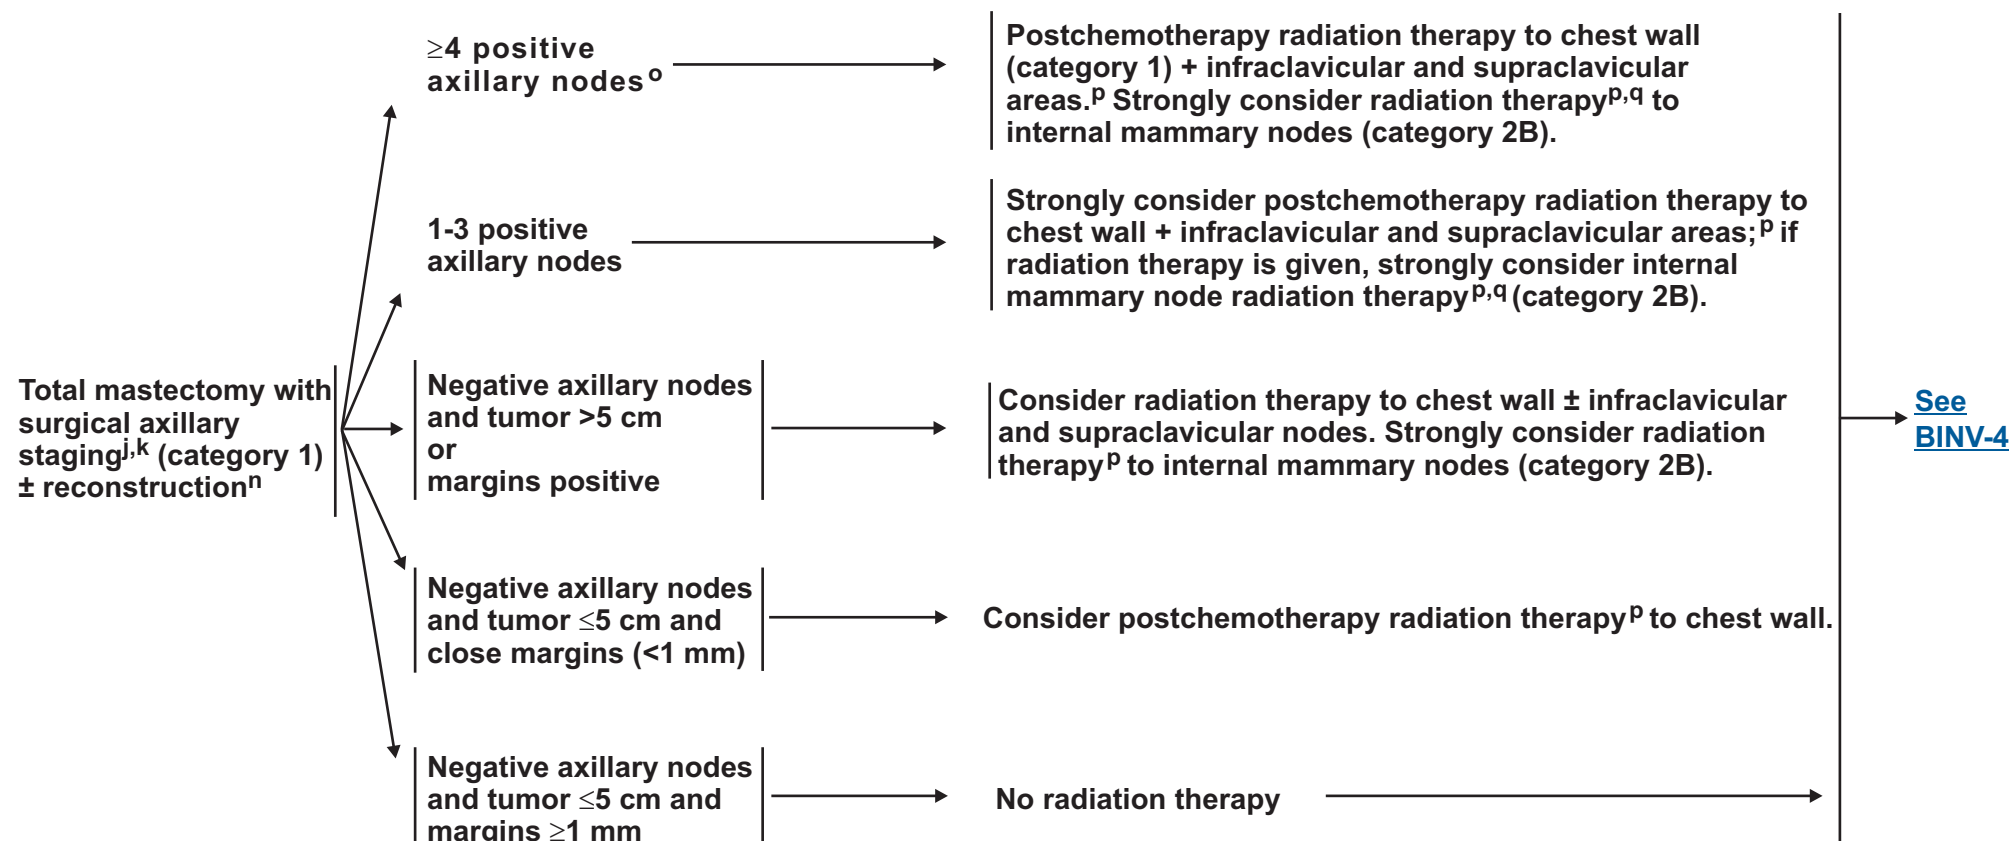 ≥4 positive
axillary nodesᵒ
Postchemotherapy radiation therapy to chest wall
(category 1) + infraclavicular and supraclavicular
areas.ᵖ Strongly consider radiation therapyᵖ,q to
internal mammary nodes (category 2B).
1-3 positive
axillary nodes
Strongly consider postchemotherapy radiation therapy to
chest wall + infraclavicular and supraclavicular areas;ᵖ if
radiation therapy is given, strongly consider internal
mammary node radiation therapyᵖ,q (category 2B).
Total mastectomy with
surgical axillary
stagingʲ,ᵏ (category 1)
± reconstructionⁿ
Negative axillary nodes
and tumor >5 cm
or
margins positive
Consider radiation therapy to chest wall ± infraclavicular
and supraclavicular nodes. Strongly consider radiation
therapyᵖ to internal mammary nodes (category 2B).
See
BINV-4
Negative axillary nodes
and tumor ≤5 cm and
close margins (<1 mm)
Consider postchemotherapy radiation therapyᵖ to chest wall.
Negative axillary nodes
and tumor ≤5 cm and
margins ≥1 mm
No radiation therapy